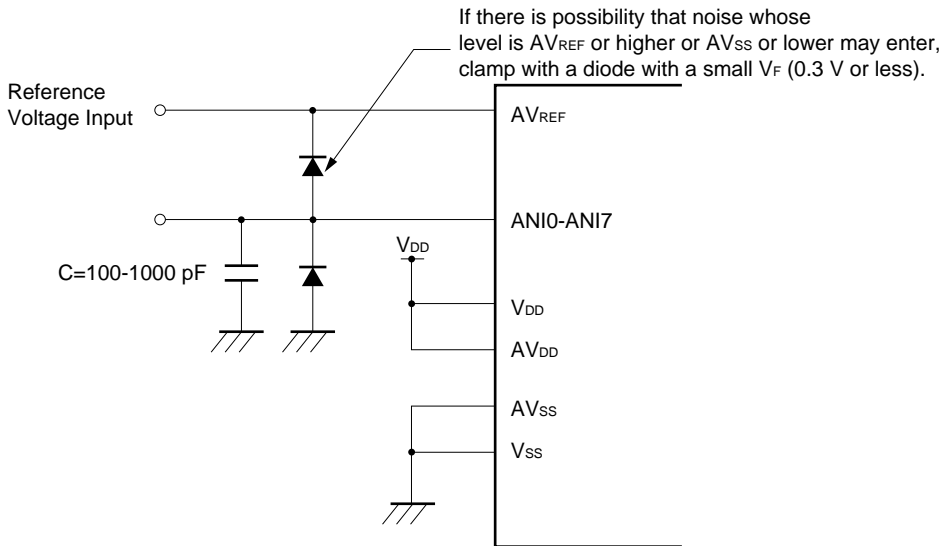 If there is possibility that noise whose
level is AVREF or higher or AVSS or lower may enter,
clamp with a diode with a small VF (0.3 V or less).
Reference
Voltage Input
AVREF
ANI0-ANI7
VDD
C=100-1000 pF
VDD
AVDD
AVSS
VSS